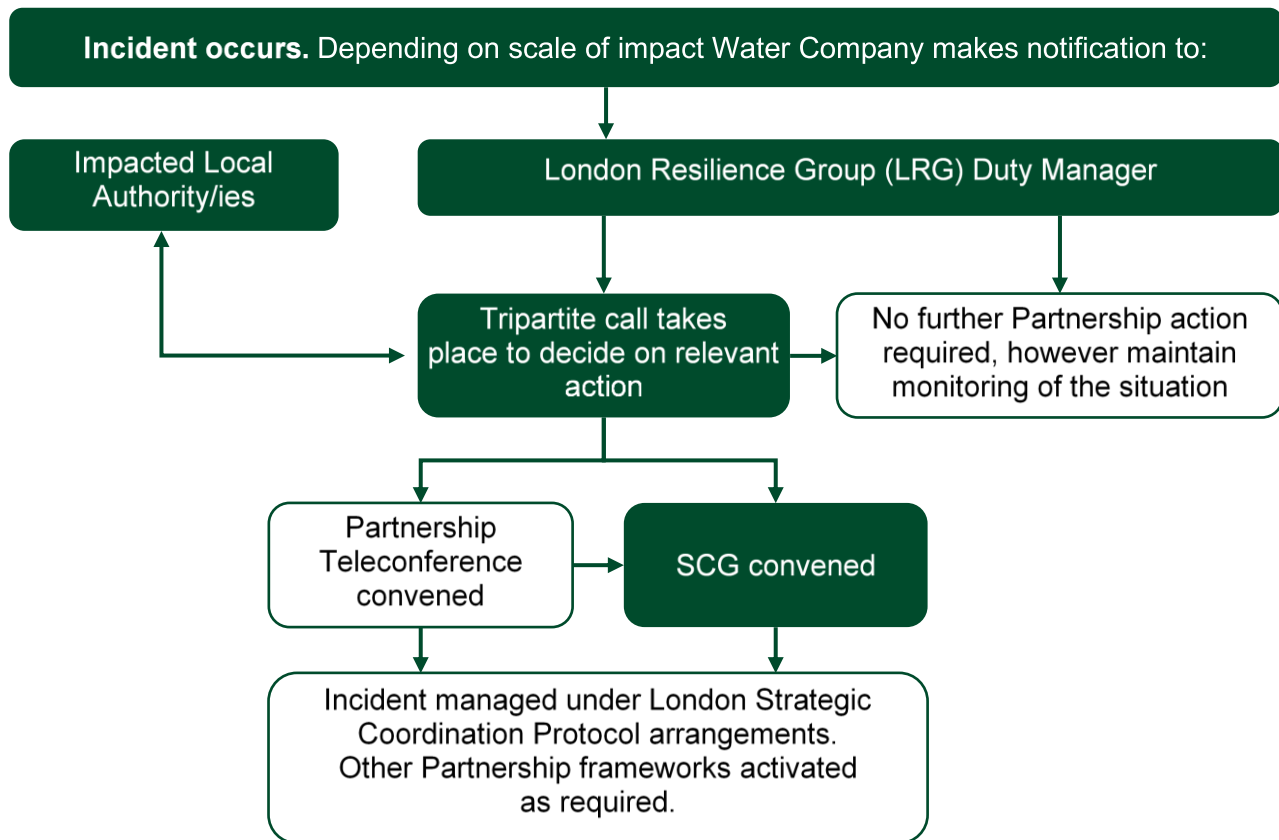 Incident occurs. Depending on scale of impact Water Company makes notification to:
Impacted Local
Authority/ies
London Resilience Group (LRG) Duty Manager
Tripartite call takes
place to decide on relevant
action
No further Partnership action
required, however maintain
monitoring of the situation
Partnership
Teleconference
convened
SCG convened
Incident managed under London Strategic
Coordination Protocol arrangements.
Other Partnership frameworks activated
as required.